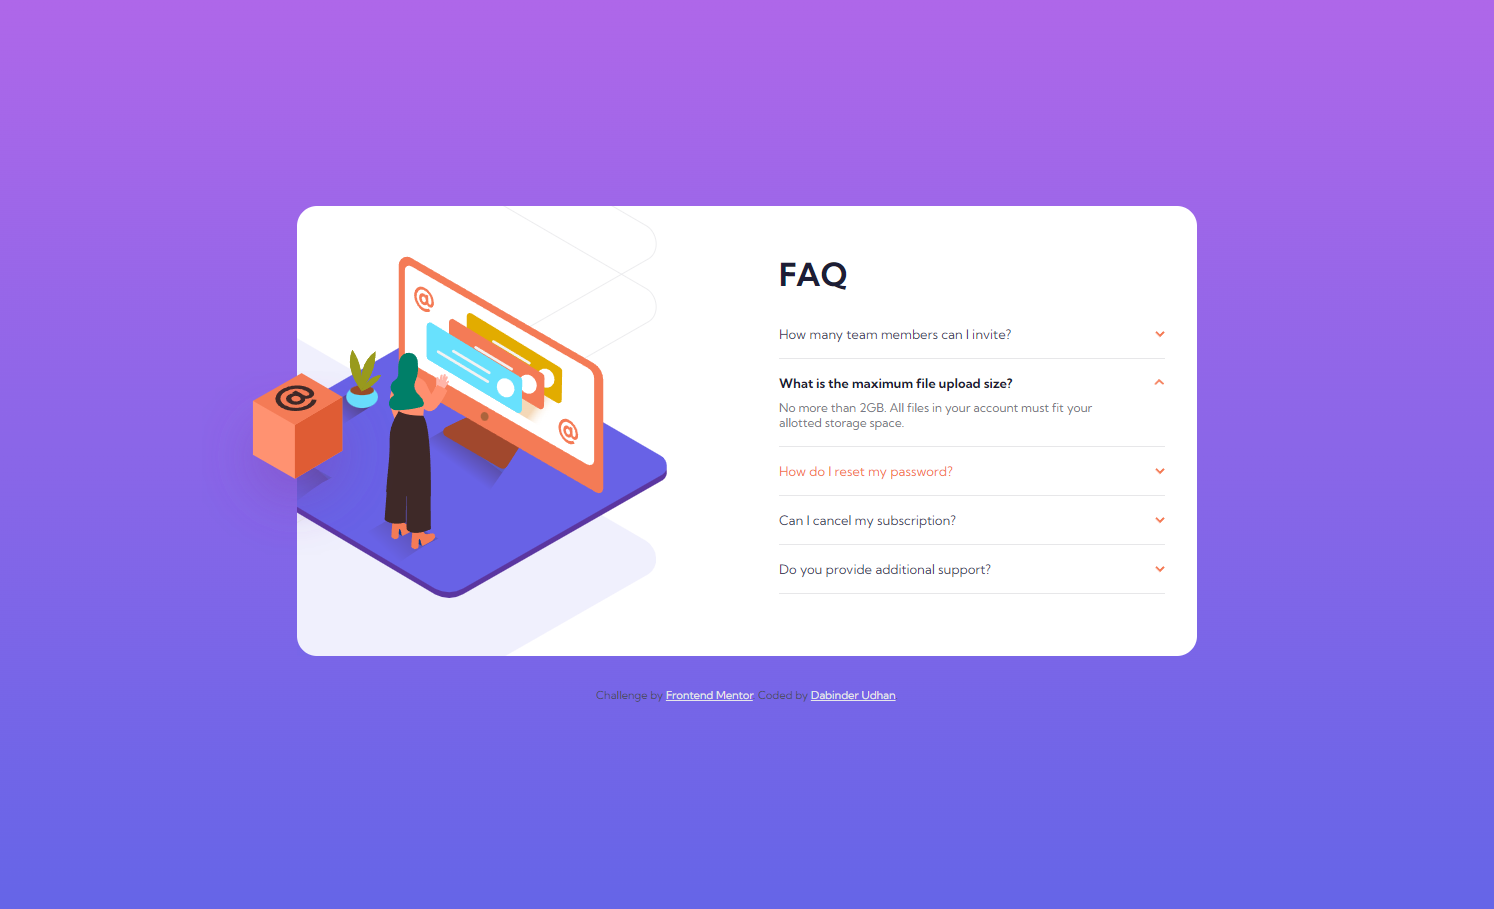 FAQ
How many team members can I invite?
What is the maximum file upload size?
No more than 2GB. All files in your account must fit your
allotted storage space.
How do I reset my password?
Can I cancel my subscription?
Do you provide additional support?
@
@
@
Challenge by Frontend Mentor. Coded by Dabinder Udhan.